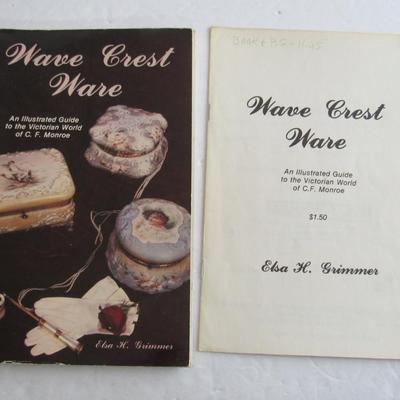 Wave Crest
Ware
An Illustrated Guide
to the Victorian World
of C. F. Monroe
Elsa H. Grimmer
Wave Crest
Ware
An Illustrated Guide
to the Victorian World
of C.F. Monroe
$1.50
Elsa H. Grimmer